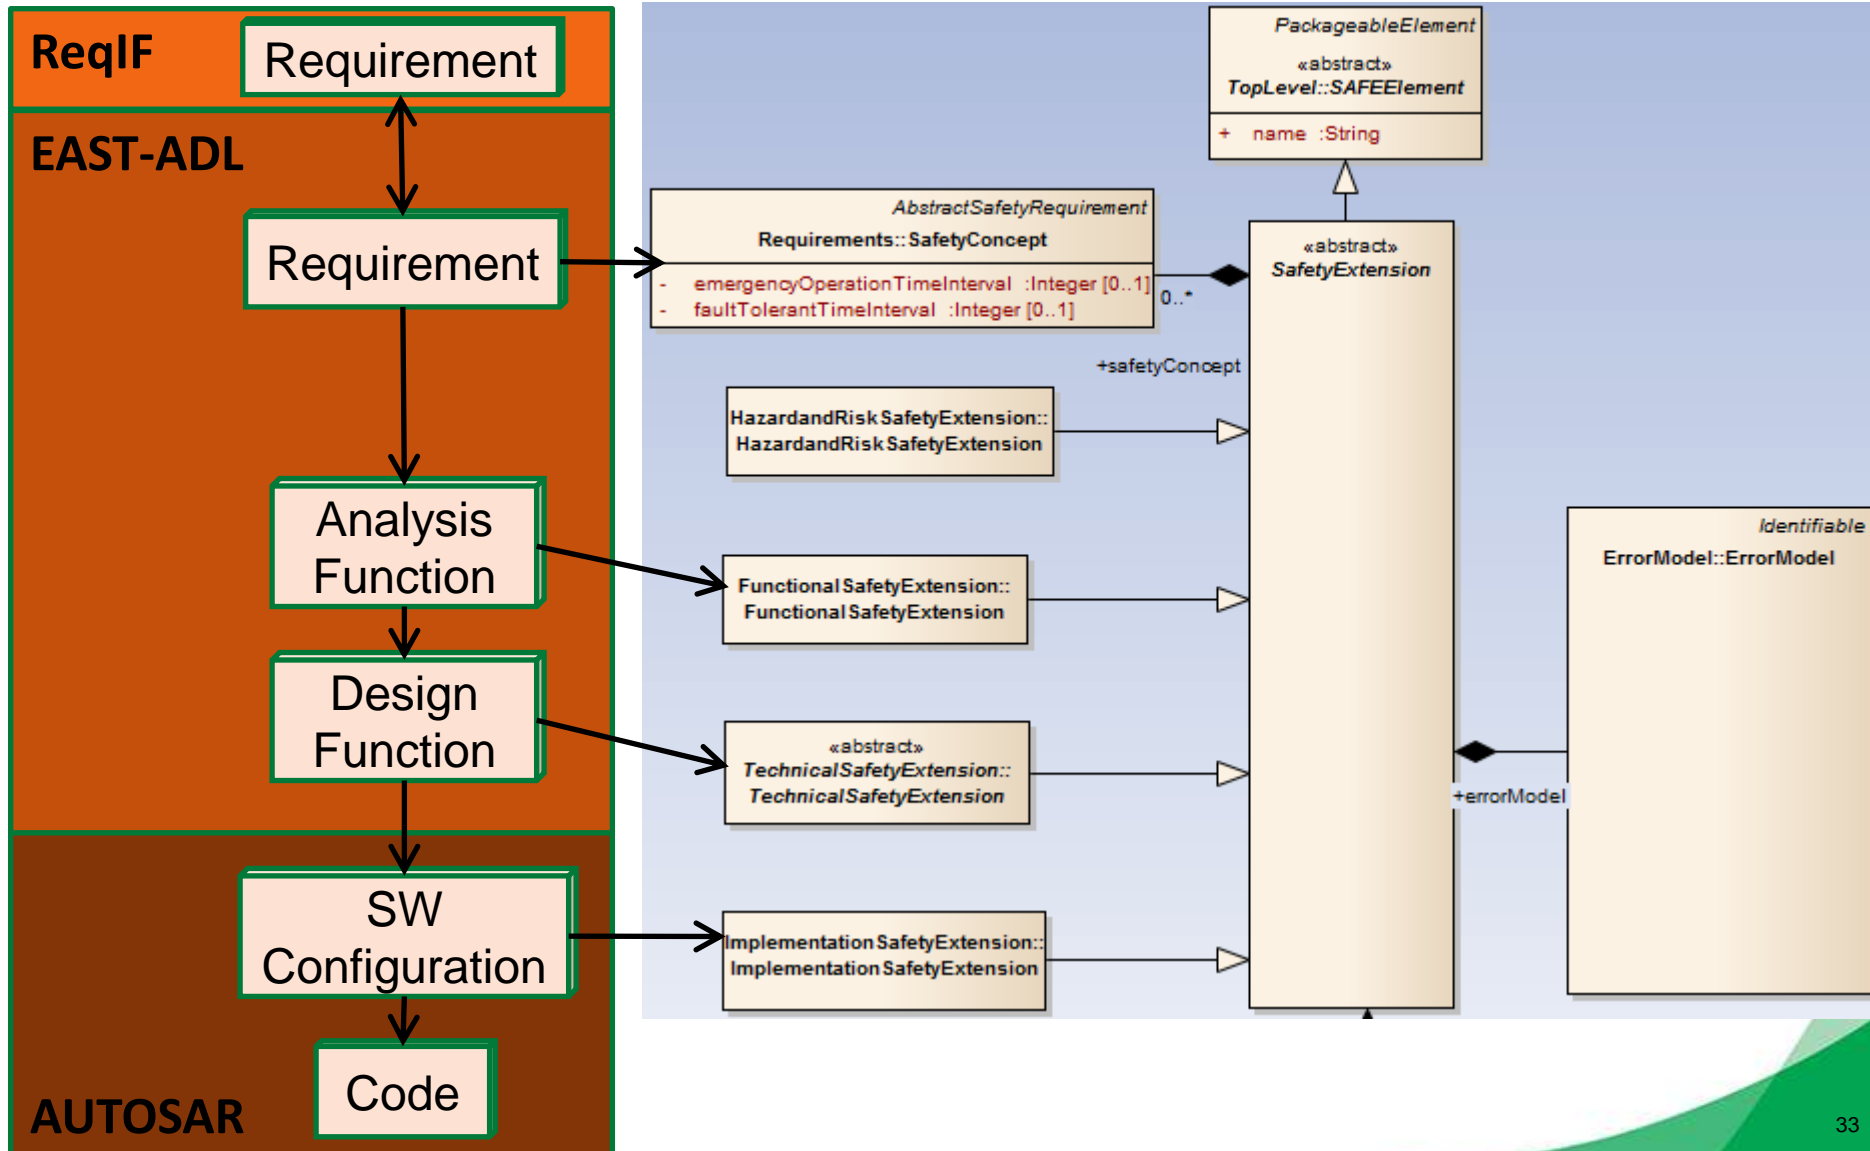 ReqIF
Requirement
EAST-ADL
Requirement
Analysis
Function
Design
Function
SW
Configuration
Code
AUTOSAR
PackageableElement
«abstract»
TopLevel::SAFEElement
+ name :String
AbstractSafetyRequirement
Requirements::SafetyConcept
- emergencyOperationTimeInterval :Integer [0..1]
- faultTolerantTimeInterval :Integer [0..1]
0..*
+safetyConcept
«abstract»
SafetyExtension
HazardandRiskSafetyExtension::
HazardandRiskSafetyExtension
FunctionalSafetyExtension::
FunctionalSafetyExtension
«abstract»
TechnicalSafetyExtension::
TechnicalSafetyExtension
ImplementationSafetyExtension::
ImplementationSafetyExtension
Identifiable
ErrorModel::ErrorModel
+errorModel
33